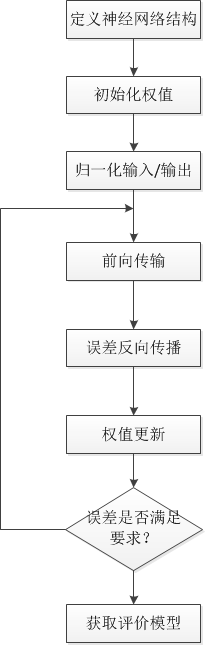 定义神经网络结构
初始化权值
归一化输入/输出
前向传输
误差反向传播
权值更新
误差是否满足
要求？
获取评价模型